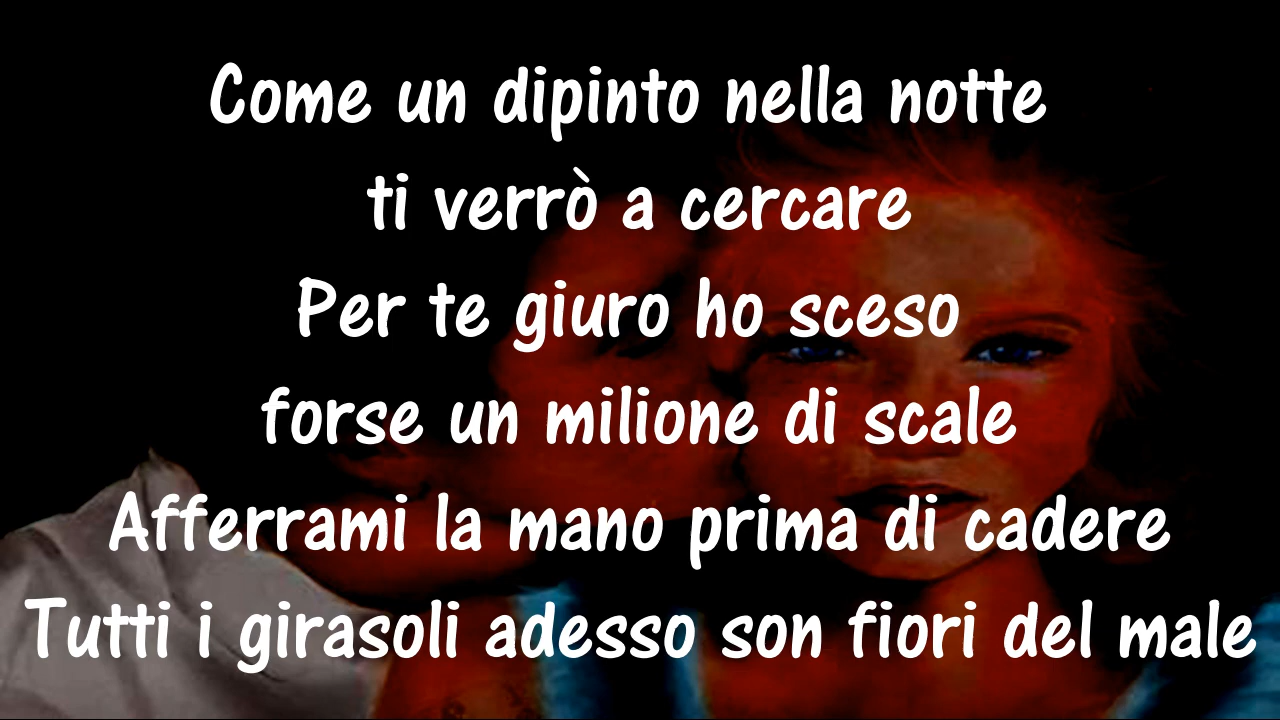 Come un dipinto nella notte
ti verrò a cercare
Per te giuro ho sceso
forse un milione di scale
Afferrami la mano prima di cadere
Tutti i girasoli adesso son fiori del male